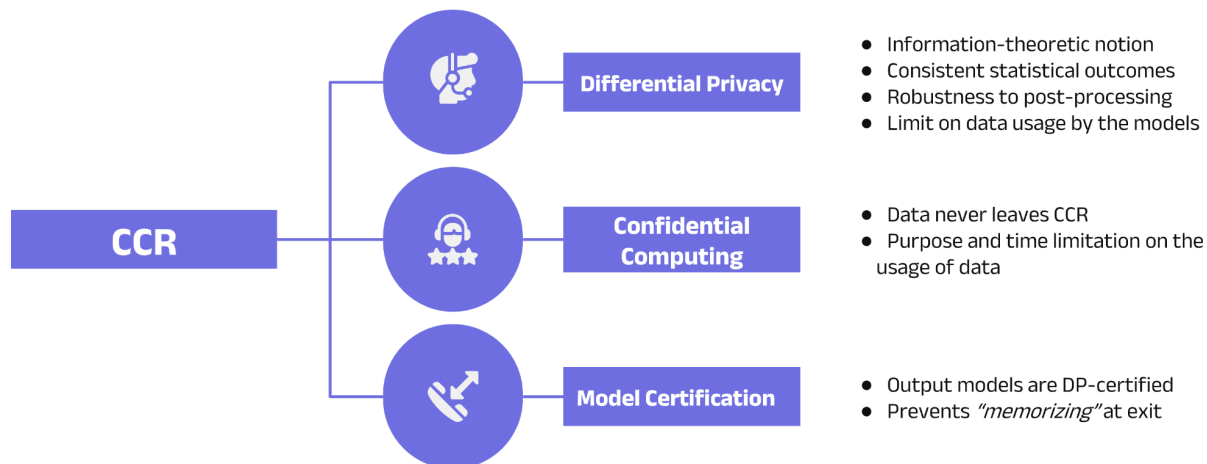 CCR
Differential Privacy
● Information-theoretic notion
● Consistent statistical outcomes
● Robustness to post-processing
● Limit on data usage by the models
Confidential
Computing
● Data never leaves CCR
● Purpose and time limitation on the
usage of data
Model Certification
● Output models are DP-certified
● Prevents “memorizing” at exit